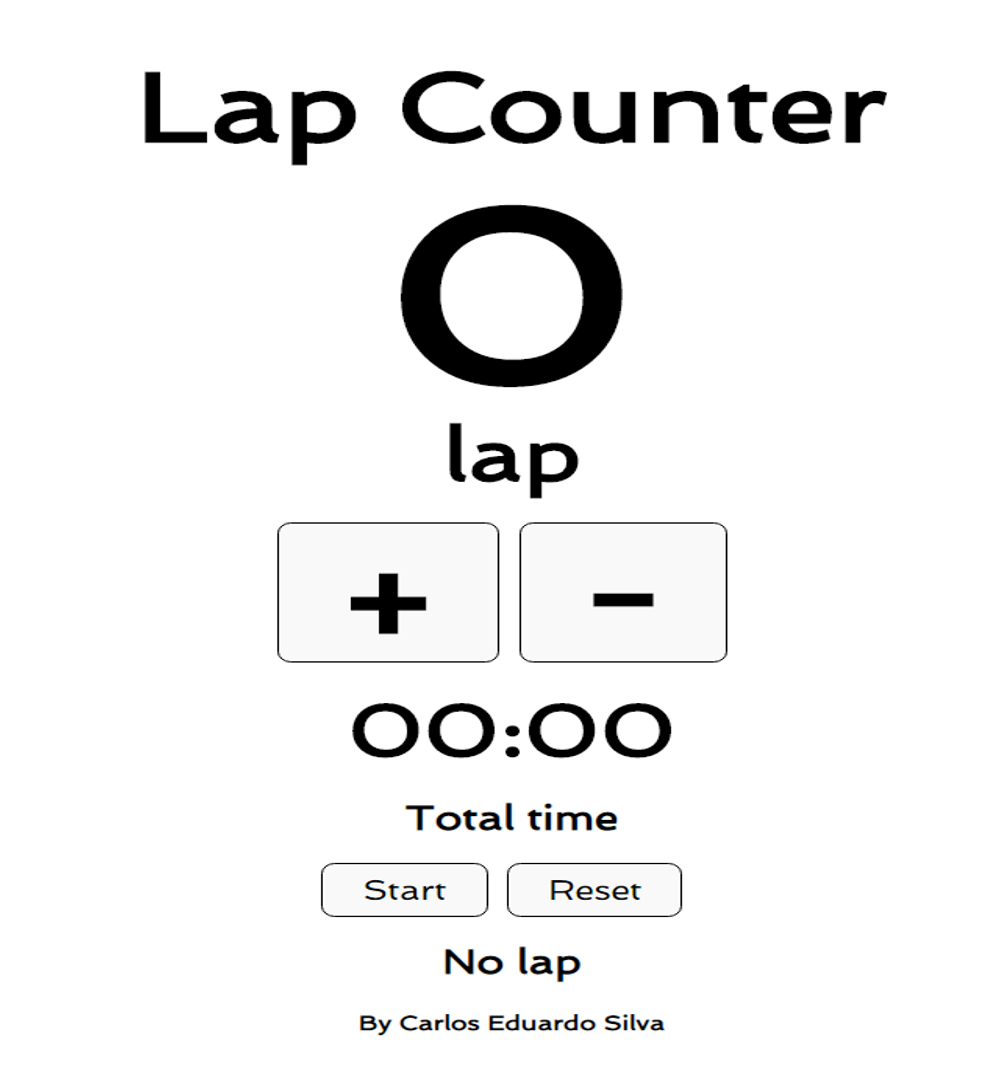 Lap Counter
0
lap
+ -
00:00
Total time
Start Reset
No lap
By Carlos Eduardo Silva